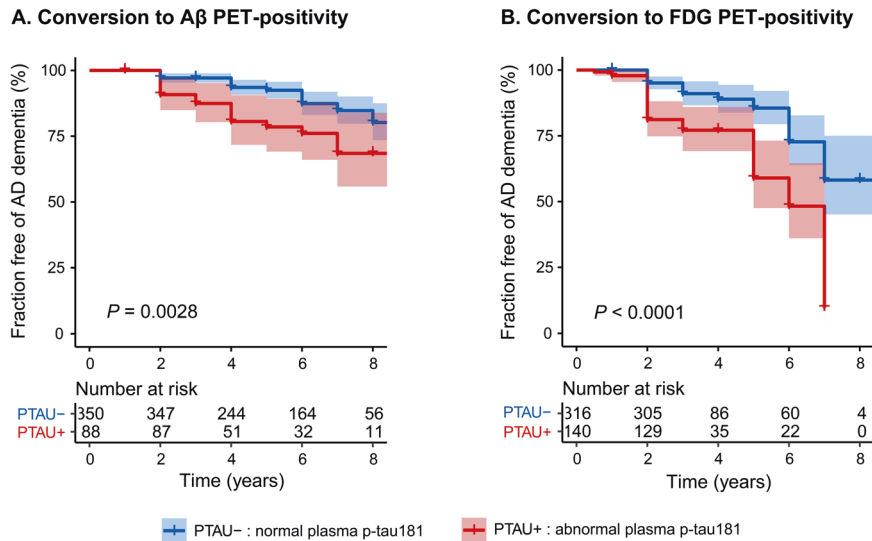 A. Conversion to Aβ PET-positivity
Fraction free of AD dementia (%)
100
75
50
25
0
P = 0.0028
0 2 4 6 8
Number at risk
PTAU− 350 347 244 164 56
PTAU+ 88 87 51 32 11
0 2 4 6 8
Time (years)
B. Conversion to FDG PET-positivity
Fraction free of AD dementia (%)
100
75
50
25
0
P < 0.0001
0 2 4 6 8
Number at risk
PTAU− 316 305 86 60 4
PTAU+ 140 129 35 22 0
0 2 4 6 8
Time (years)
PTAU− : normal plasma p-tau181
PTAU+ : abnormal plasma p-tau181